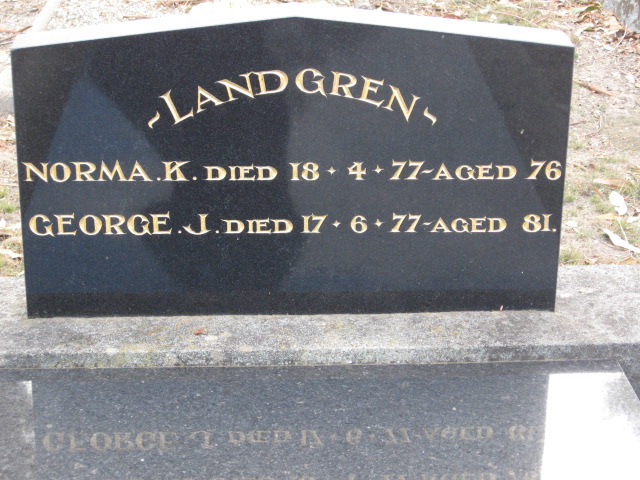 ~LANDGREN~
NORMA.K. DIED 18·4·77-AGED 76
GEORGE.J. DIED 17·6·77-AGED 81.